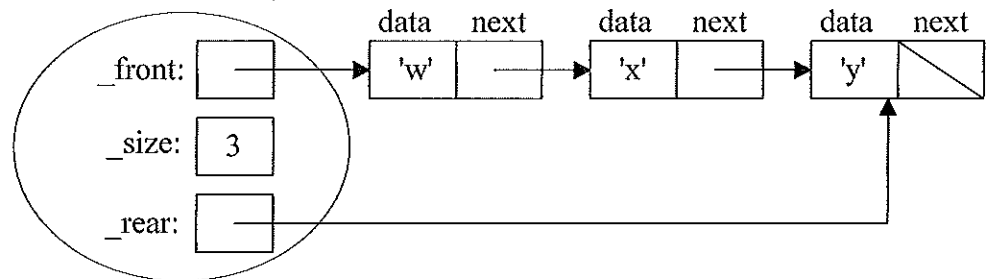 data next data next data next
_front: 'w' 'x' 'y'
_size: 3
_rear: